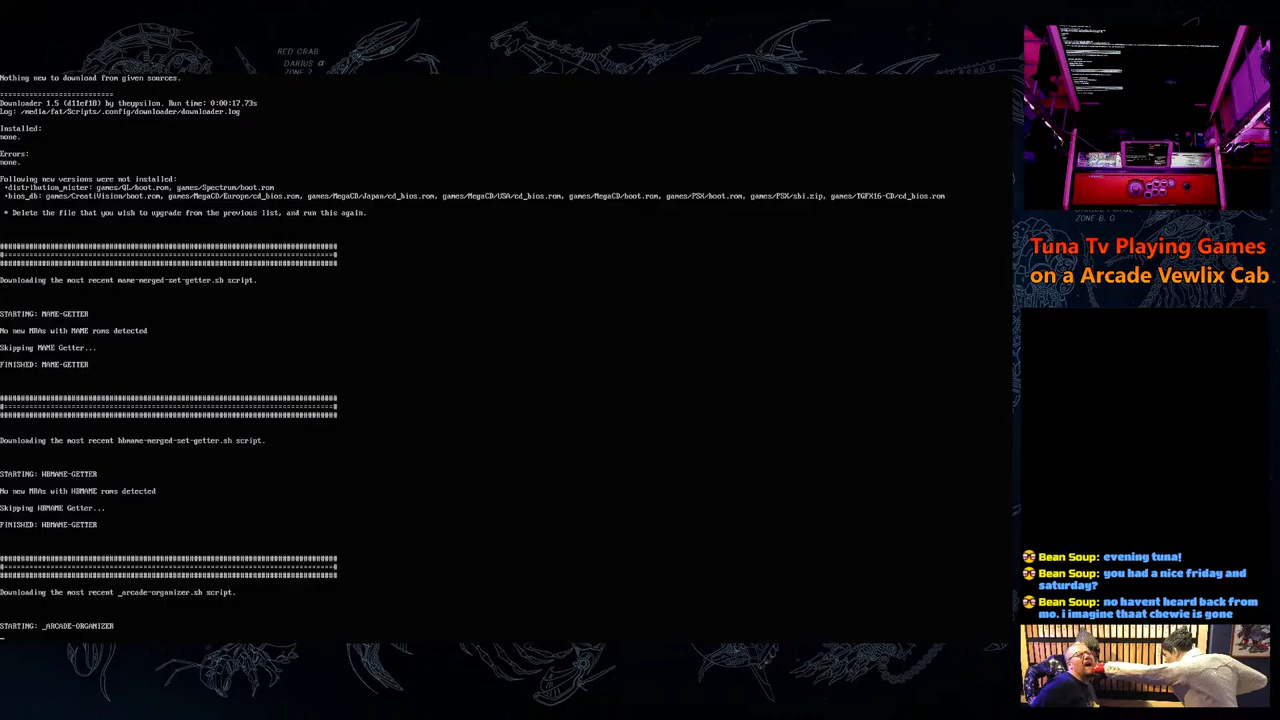 RED CRAB
DARIUS α
ZONE Z
Nothing new to download from given sources.
===========================
Downloader 1.5 (d11ef18) by theypsilon. Run time: 0:00:17.73s
Log: /media/fat/Scripts/.config/downloader/downloader.log
Installed:
none.
Errors:
none.
Following new versions were not installed:
•distribution_mister: games/QL/boot.rom, games/Spectrum/boot.rom
•bios_db: games/CreatiVision/boot.rom, games/MegaCD/Europe/cd_bios.rom, games/MegaCD/Japan/cd_bios.rom, games/MegaCD/USA/cd_bios.rom, games/MegaCD/boot.rom, games/PSX/boot.rom, games/PSX/sbi.zip, games/TGFX16-CD/cd_bios.rom
* Delete the file that you wish to upgrade from the previous list, and run this again.
Downloading the most recent mame-merged-set-getter.sh script.
STARTING: MAME-GETTER
No new MRAs with MAME roms detected
Skipping MAME Getter...
FINISHED: MAME-GETTER
Downloading the most recent hbmame-merged-set-getter.sh script.
STARTING: HBMAME-GETTER
No new MRAs with HBMAME roms detected
Skipping HBMAME Getter...
FINISHED: HBMAME-GETTER
Downloading the most recent _arcade-organizer.sh script.
STARTING: _ARCADE-ORGANIZER
ZONE B, G
Tuna Tv Playing Games
on a Arcade Vewlix Cab
Bean Soup: evening tuna!
Bean Soup: you had a nice friday and
saturday?
Bean Soup: no havent heard back from
mo. i imagine thaat chewie is gone